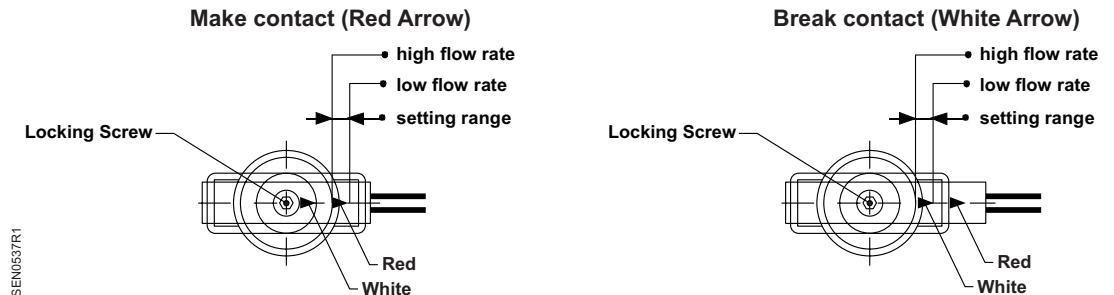 Make contact (Red Arrow)
high flow rate
low flow rate
setting range
Locking Screw
Red
White
Break contact (White Arrow)
high flow rate
low flow rate
setting range
Locking Screw
Red
White
SEN0537R1